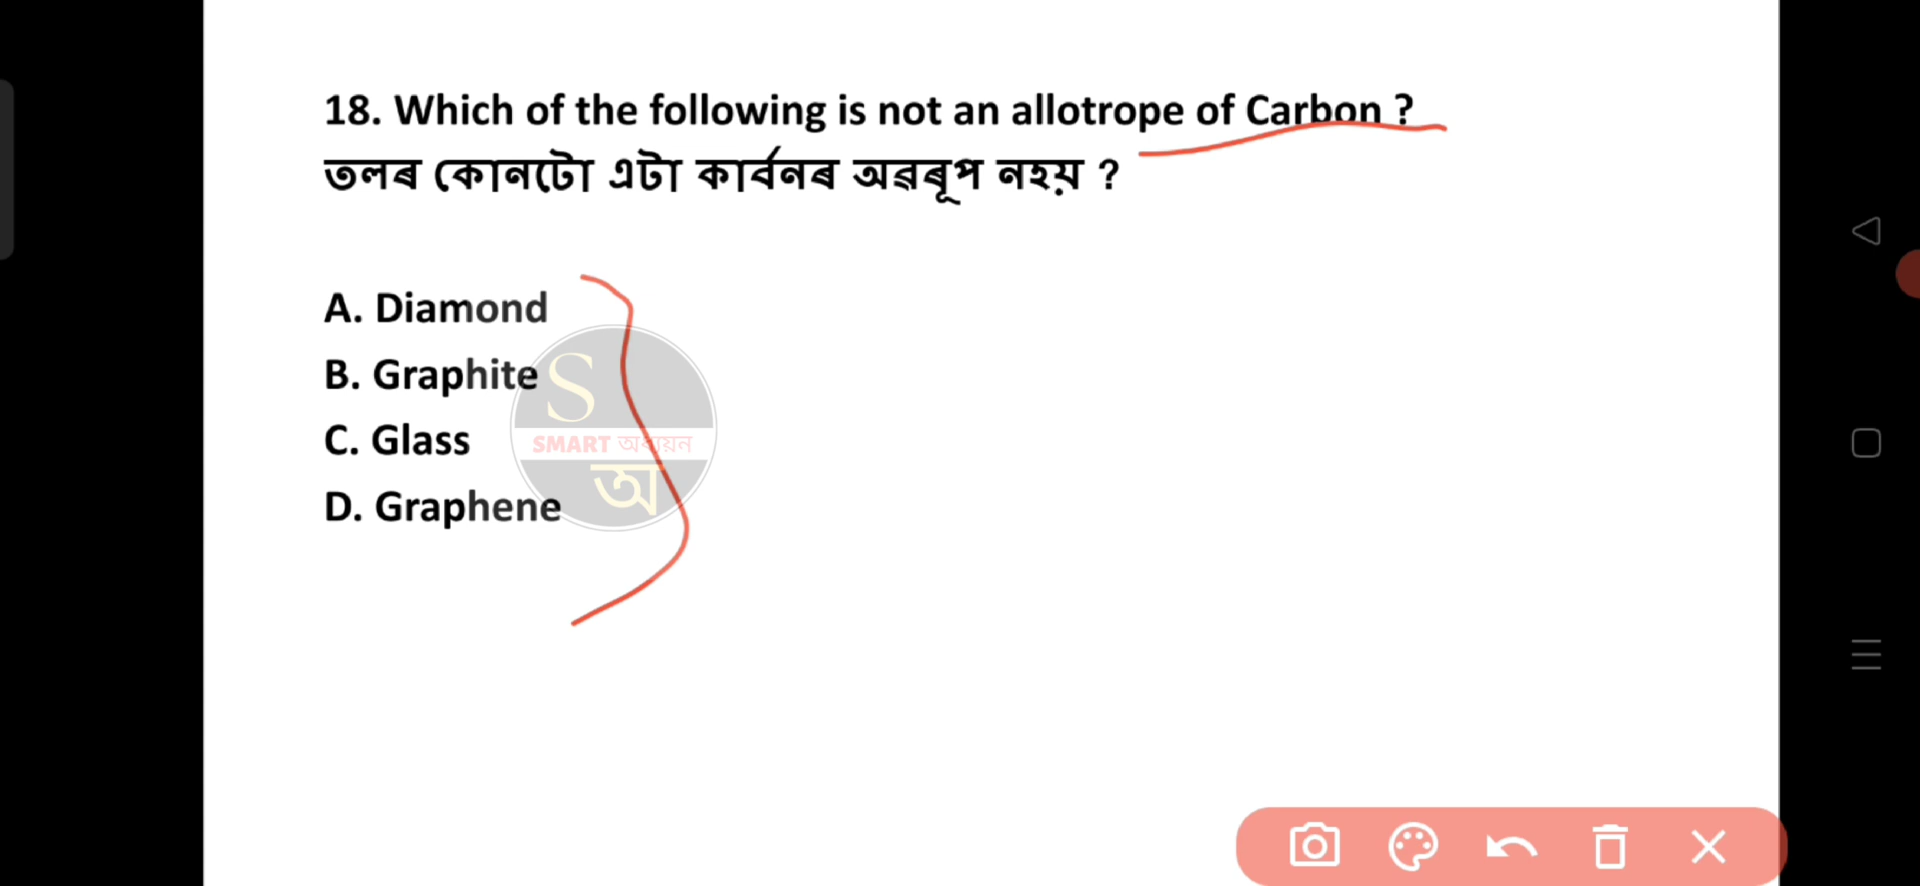 18. Which of the following is not an allotrope of Carbon ?
তলৰ কোনটো এটা কাৰ্বনৰ অৱৰূপ নহয় ?
A. Diamond
B. Graphite
C. Glass
D. Graphene
S
SMART অধ্যয়ন
অ